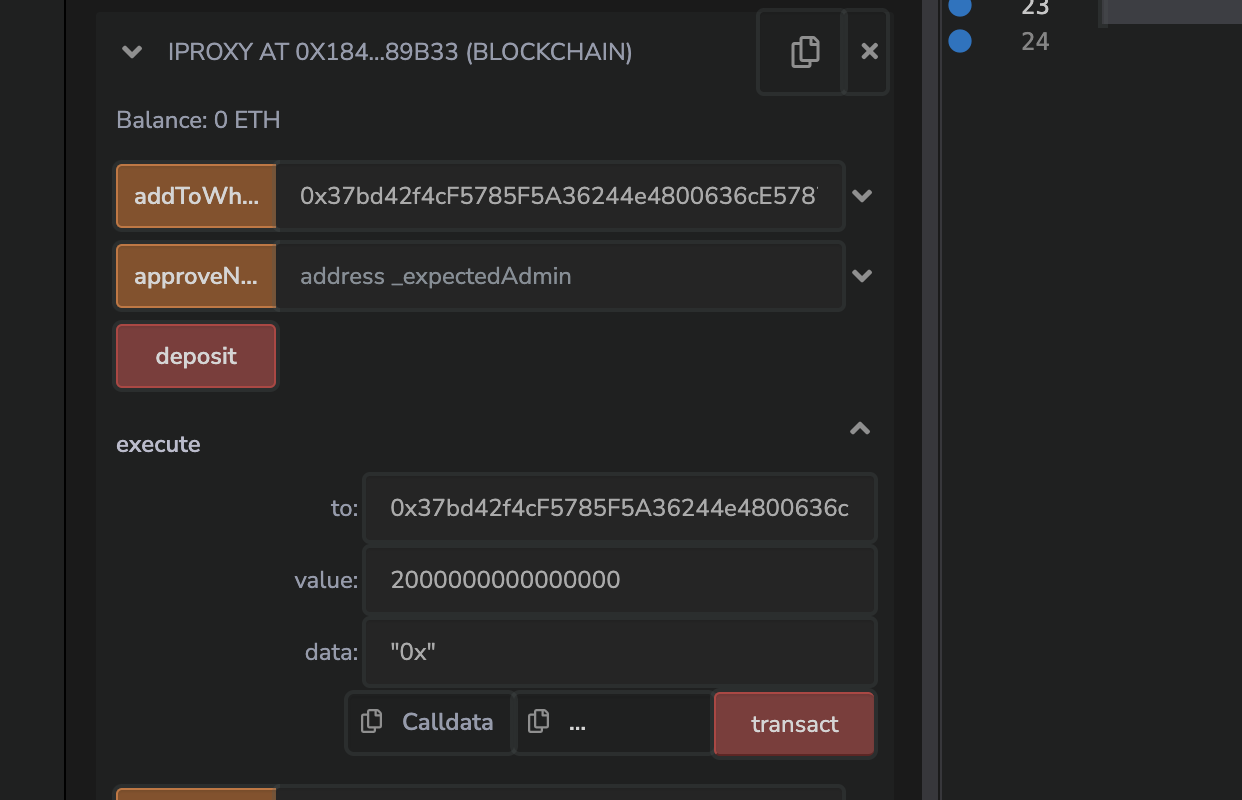 23
24
IPROXY AT 0X184...89B33 (BLOCKCHAIN)
Balance: 0 ETH
addToWh... 0x37bd42f4cF5785F5A36244e4800636cE578
approveN... address _expectedAdmin
deposit
execute
to: 0x37bd42f4cF5785F5A36244e4800636c
value: 2000000000000000
data: "0x"
Calldata ... transact